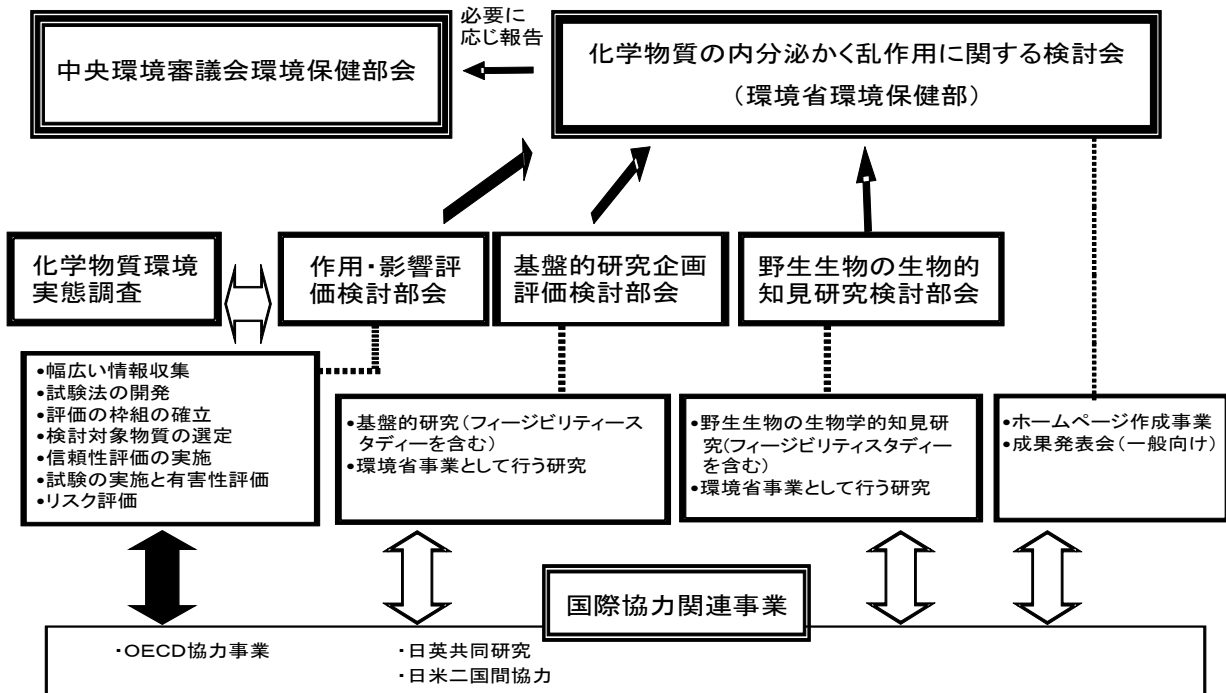 必要に
応じ報告
中央環境審議会環境保健部会
化学物質の内分泌かく乱作用に関する検討会
（環境省環境保健部）
化学物質環境
実態調査
作用・影響評
価検討部会
基盤的研究企画
評価検討部会
野生生物の生物的
知見研究検討部会
•幅広い情報収集
•試験法の開発
•評価の枠組の確立
•検討対象物質の選定
•信頼性評価の実施
•試験の実施と有害性評価
•リスク評価
•基盤的研究（フィージビリティース
タディーを含む）
•環境省事業として行う研究
•野生生物の生物学的知見研
究(フィージビリティスタディー
を含む）
•環境省事業として行う研究
•ホームページ作成事業
•成果発表会（一般向け）
国際協力関連事業
・OECD協力事業
・日英共同研究
・日米二国間協力